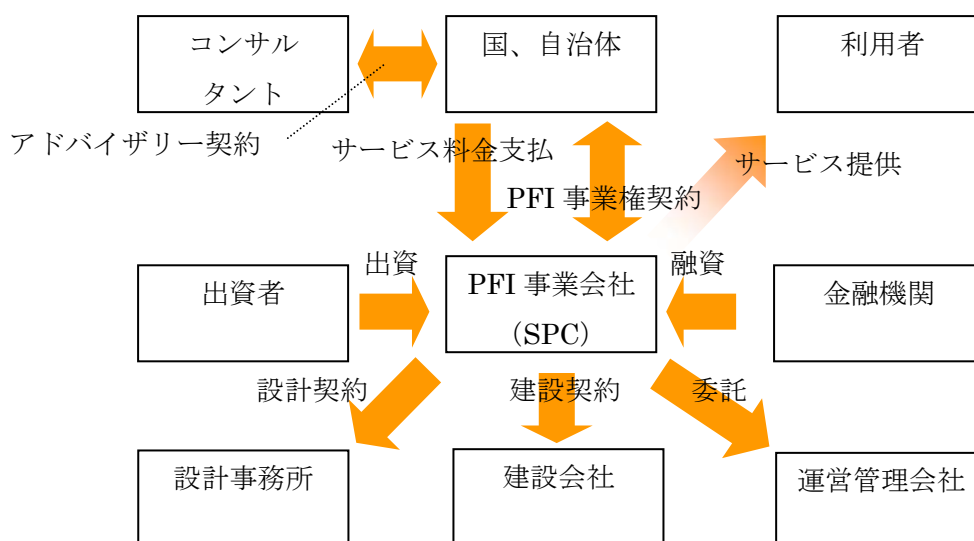 コンサル
タント
国、自治体
利用者
アドバイザリー契約
サービス料金支払
サービス提供
PFI 事業権契約
出資
融資
出資者
PFI 事業会社
（SPC）
金融機関
設計契約
建設契約
委託
設計事務所
建設会社
運営管理会社